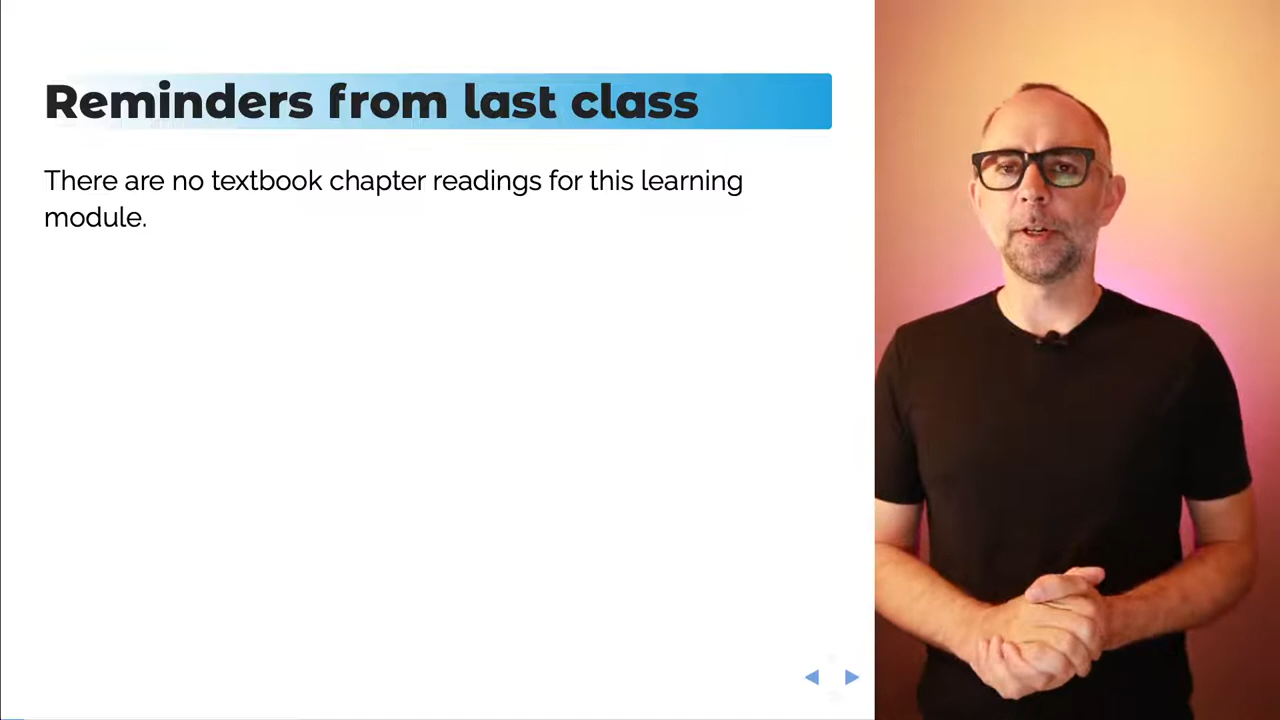 Reminders from last class
There are no textbook chapter readings for this learning
module.